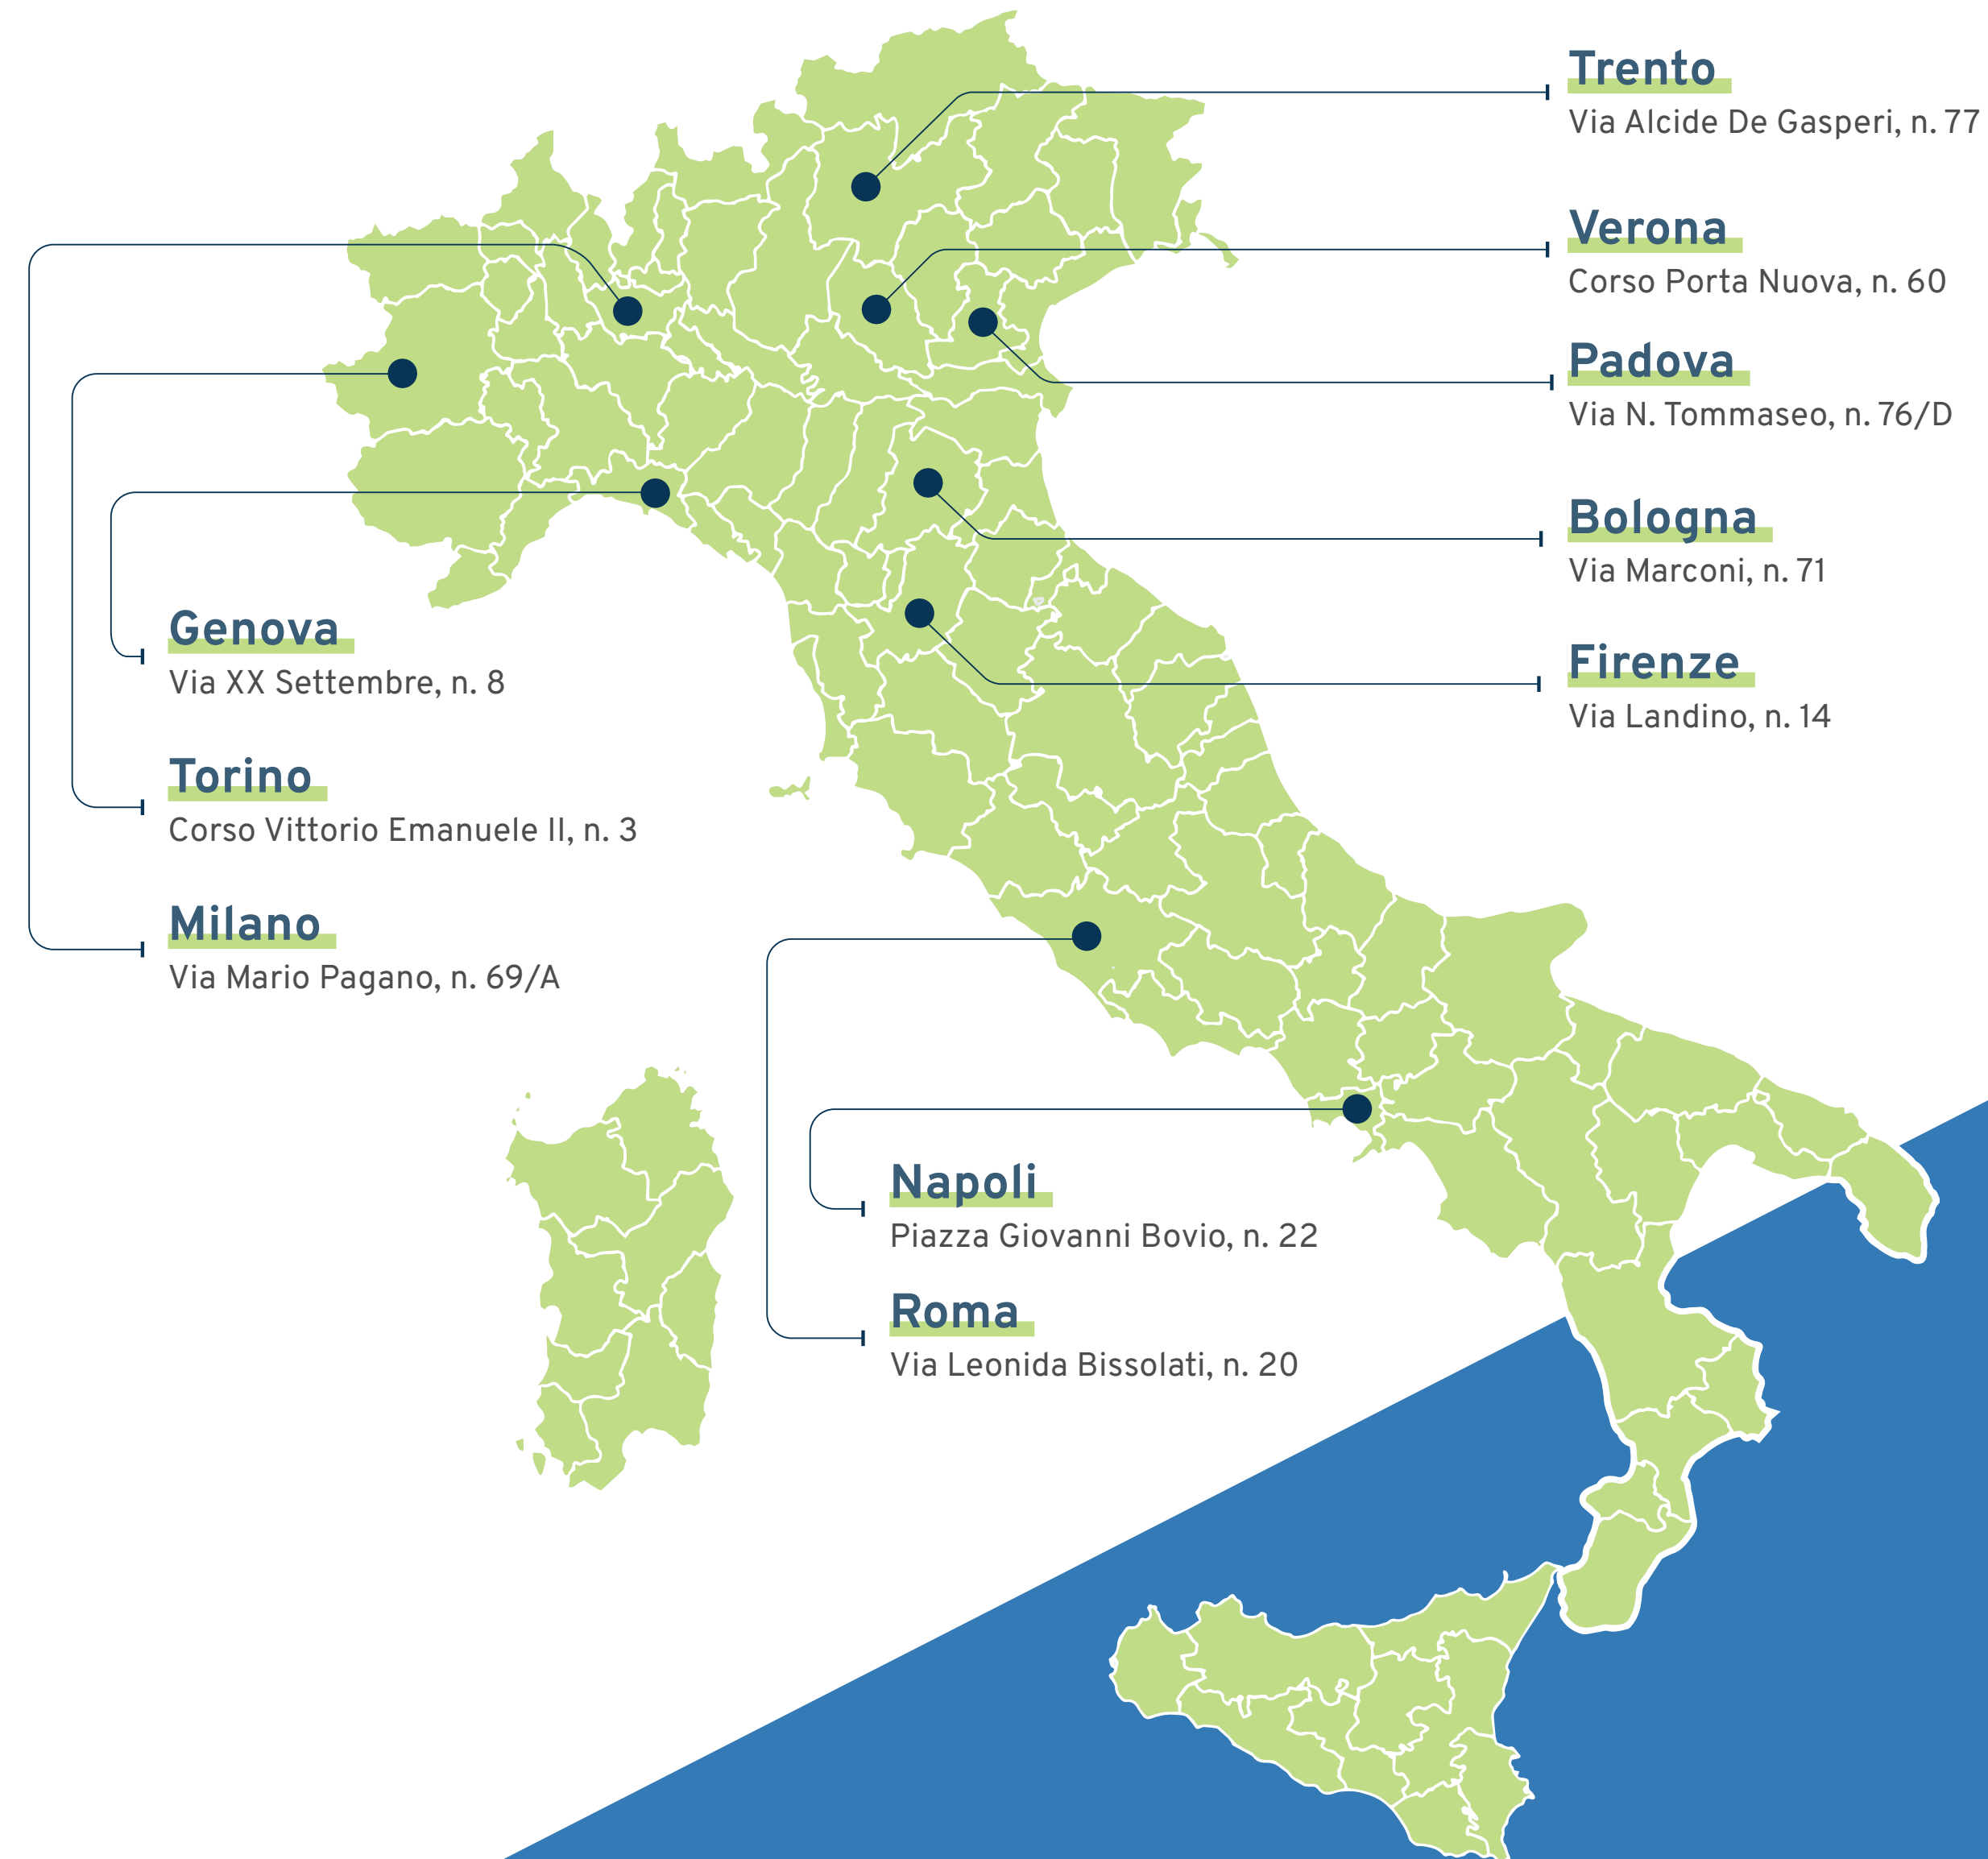 Trento
Via Alcide De Gasperi, n. 77
Verona
Corso Porta Nuova, n. 60
Padova
Via N. Tommaseo, n. 76/D
Bologna
Via Marconi, n. 71
Firenze
Via Landino, n. 14
Genova
Via XX Settembre, n. 8
Torino
Corso Vittorio Emanuele II, n. 3
Milano
Via Mario Pagano, n. 69/A
Napoli
Piazza Giovanni Bovio, n. 22
Roma
Via Leonida Bissolati, n. 20